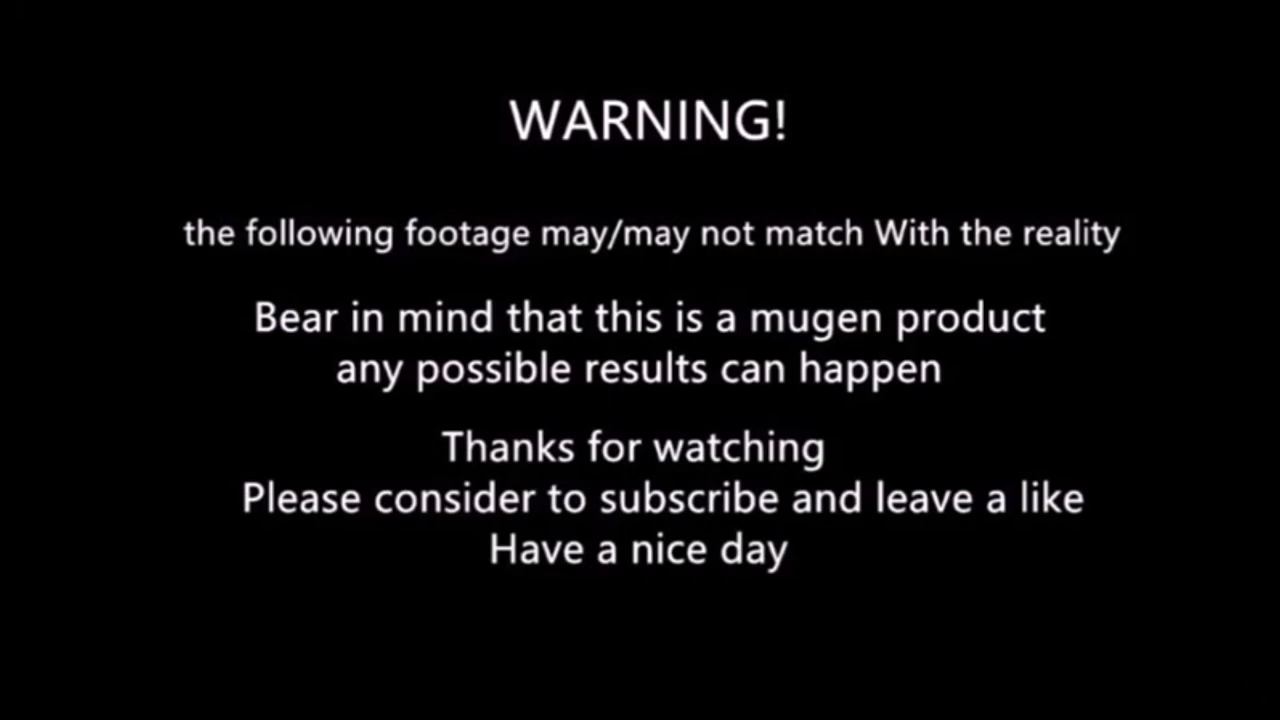 WARNING!
the following footage may/may not match With the reality
Bear in mind that this is a mugen product
any possible results can happen
Thanks for watching
Please consider to subscribe and leave a like
Have a nice day